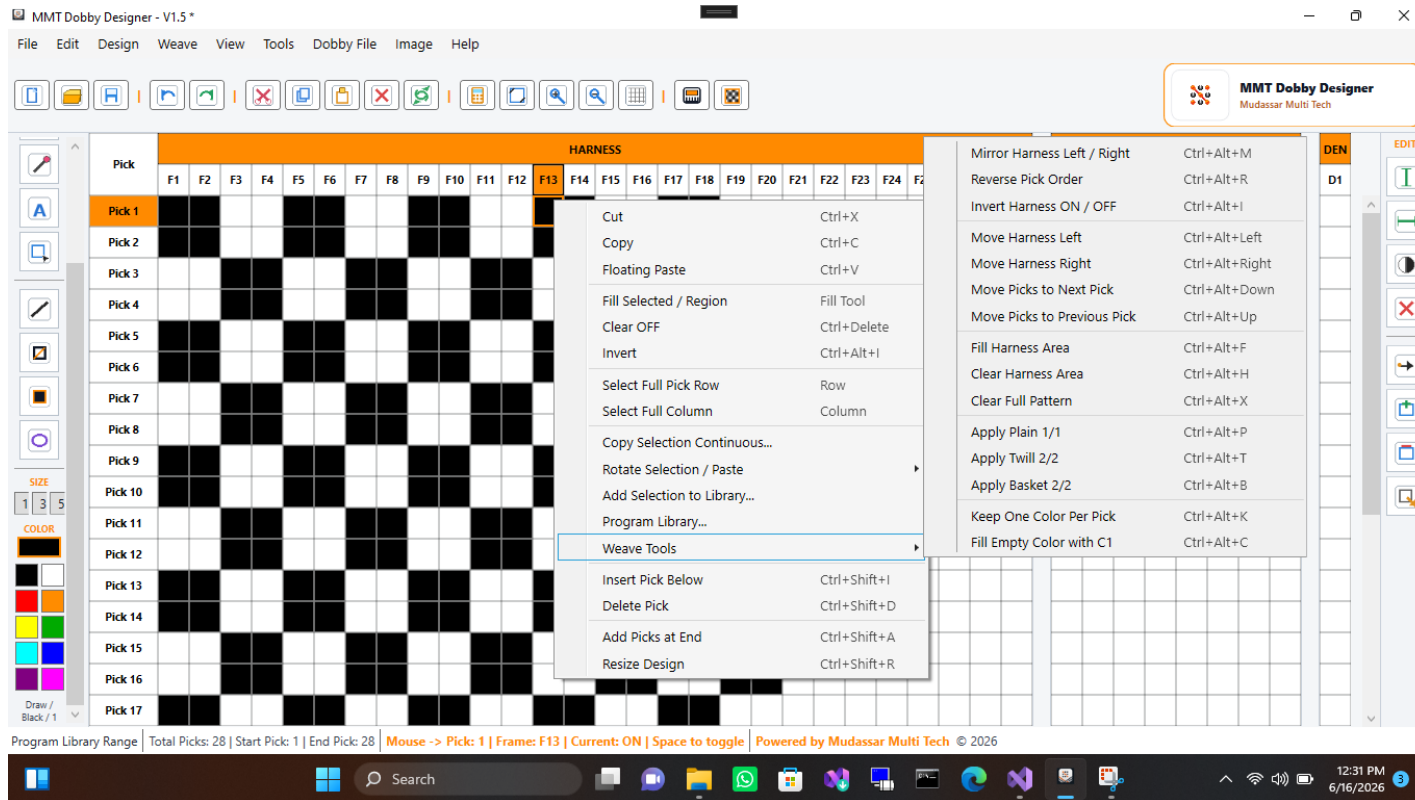 MMT Dobby Designer - V1.5 *
File Edit Design Weave View Tools Dobby File Image Help
MMT Dobby Designer
Mudassar Multi Tech
Pick
HARNESS
DEN
EDIT
F1 F2 F3 F4 F5 F6 F7 F8 F9 F10 F11 F12 F13 F14 F15 F16 F17 F18 F19 F20 F21 F22 F23 F24
D1
Pick 1
Pick 2
Pick 3
Pick 4
Pick 5
Pick 6
Pick 7
Pick 8
Pick 9
Pick 10
Pick 11
Pick 12
Pick 13
Pick 14
Pick 15
Pick 16
Pick 17
A
SIZE
1 3 5
COLOR
Draw /
Black / 1
Cut Ctrl+X
Copy Ctrl+C
Floating Paste Ctrl+V
Fill Selected / Region Fill Tool
Clear OFF Ctrl+Delete
Invert Ctrl+Alt+I
Select Full Pick Row Row
Select Full Column Column
Copy Selection Continuous...
Rotate Selection / Paste
Add Selection to Library...
Program Library...
Weave Tools
Insert Pick Below Ctrl+Shift+I
Delete Pick Ctrl+Shift+D
Add Picks at End Ctrl+Shift+A
Resize Design Ctrl+Shift+R
Mirror Harness Left / Right Ctrl+Alt+M
Reverse Pick Order Ctrl+Alt+R
Invert Harness ON / OFF Ctrl+Alt+I
Move Harness Left Ctrl+Alt+Left
Move Harness Right Ctrl+Alt+Right
Move Picks to Next Pick Ctrl+Alt+Down
Move Picks to Previous Pick Ctrl+Alt+Up
Fill Harness Area Ctrl+Alt+F
Clear Harness Area Ctrl+Alt+H
Clear Full Pattern Ctrl+Alt+X
Apply Plain 1/1 Ctrl+Alt+P
Apply Twill 2/2 Ctrl+Alt+T
Apply Basket 2/2 Ctrl+Alt+B
Keep One Color Per Pick Ctrl+Alt+K
Fill Empty Color with C1 Ctrl+Alt+C
Program Library Range Total Picks: 28 | Start Pick: 1 | End Pick: 28 Mouse -> Pick: 1 | Frame: F13 | Current: ON | Space to toggle Powered by Mudassar Multi Tech © 2026
Search
12:31 PM
6/16/2026
3